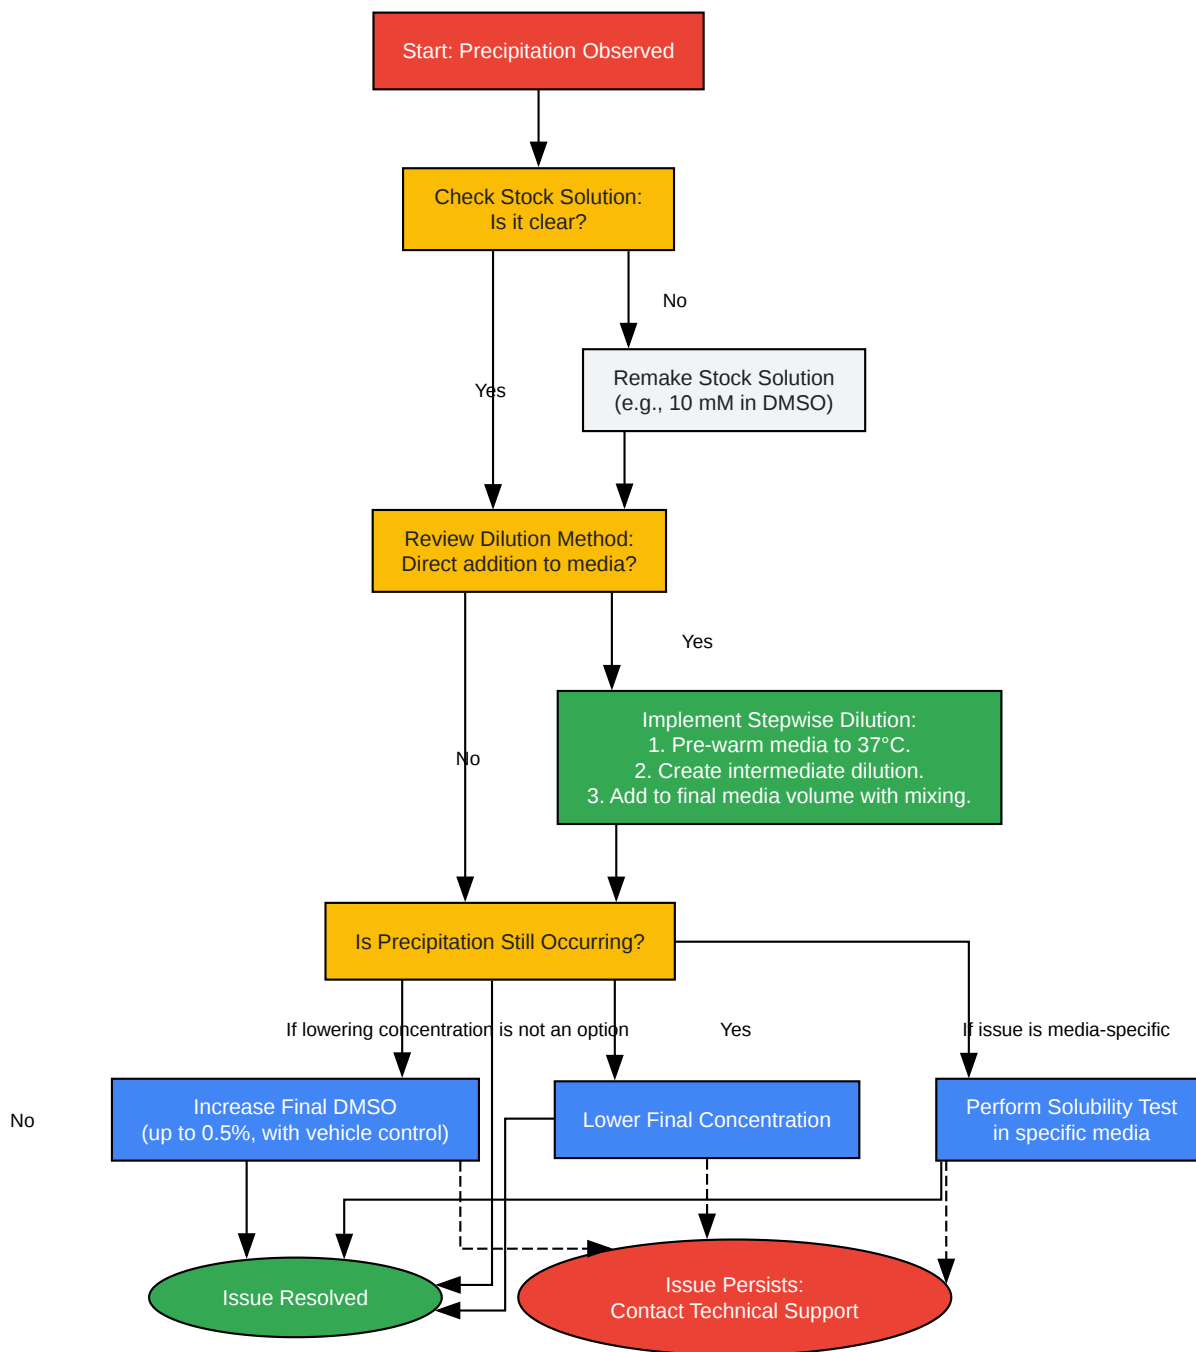 Start: Precipitation Observed
Check Stock Solution:
Is it clear?
No
Remake Stock Solution
(e.g., 10 mM in DMSO)
Yes
Review Dilution Method:
Direct addition to media?
Yes
Implement Stepwise Dilution:
1. Pre-warm media to 37°C.
2. Create intermediate dilution.
3. Add to final media volume with mixing.
No
Is Precipitation Still Occurring?
If lowering concentration is not an option
Yes
If issue is media-specific
No
Increase Final DMSO
(up to 0.5%, with vehicle control)
Lower Final Concentration
Perform Solubility Test
in specific media
Issue Resolved
Issue Persists:
Contact Technical Support